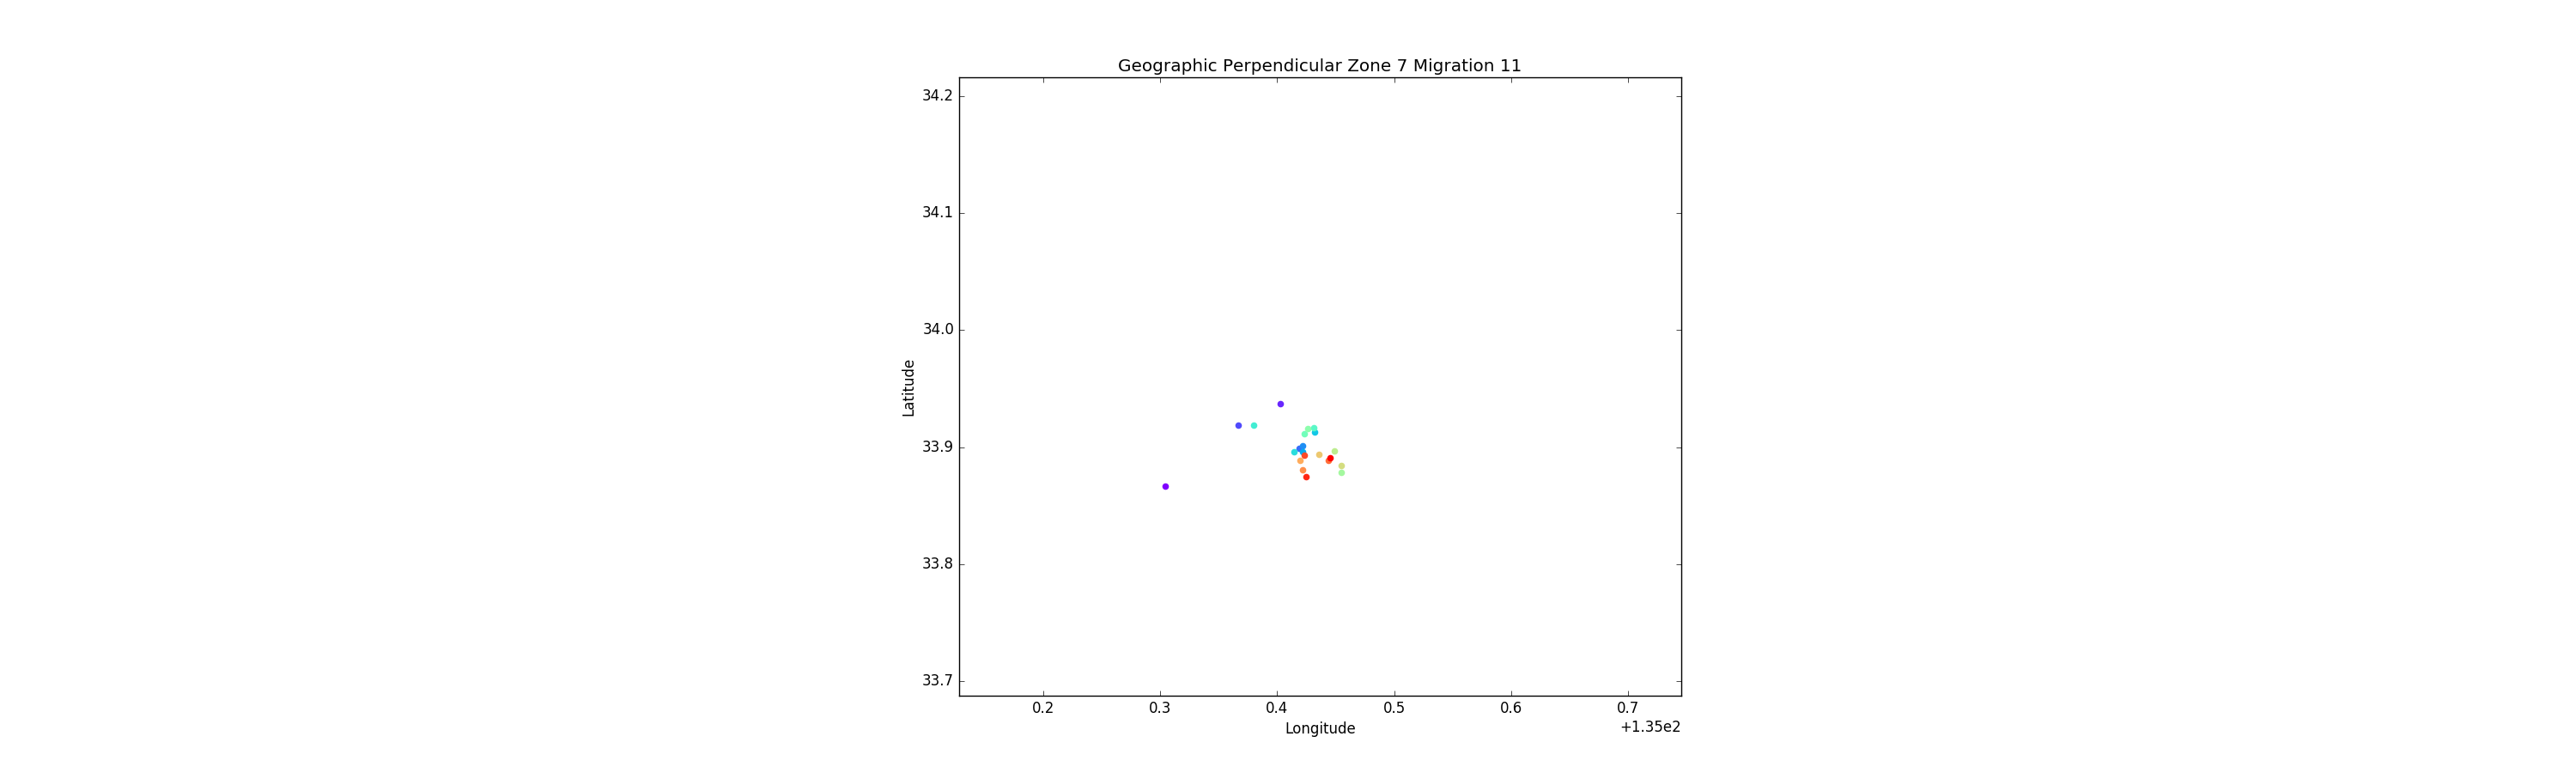 Geographic Perpendicular Zone 7 Migration 11
34.2
34.1
34.0
33.9
33.8
33.7
Latitude
0.2 0.3 0.4 0.5 0.6 0.7
+1.35e2
Longitude